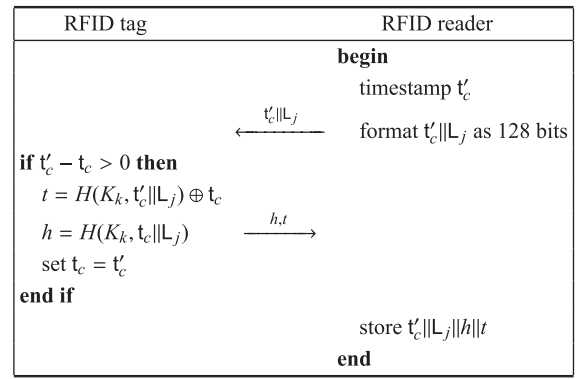 RFID tag RFID reader
begin
timestamp t′c
t′c||Lj
format t′c||Lj as 128 bits
if t′c − tc > 0 then
t = H(Kk, t′c||Lj) ⊕ tc
h = H(Kk, tc||Lj) h,t
set tc = t′c
end if
store t′c||Lj||h||t
end